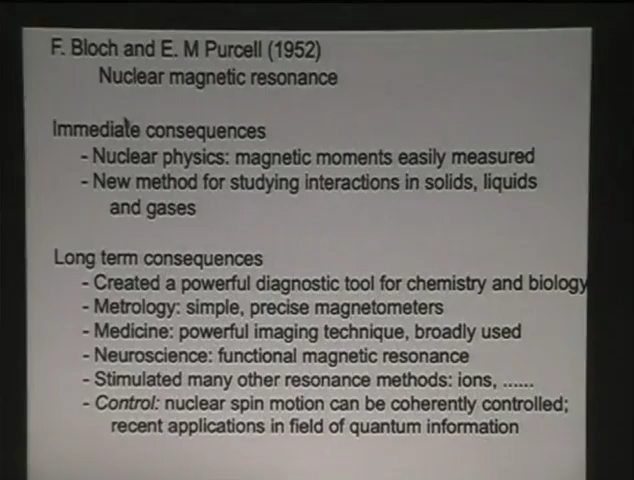 F. Bloch and E. M Purcell (1952)
Nuclear magnetic resonance
Immediate consequences
- Nuclear physics: magnetic moments easily measured
- New method for studying interactions in solids, liquids
and gases
Long term consequences
- Created a powerful diagnostic tool for chemistry and biology
- Metrology: simple, precise magnetometers
- Medicine: powerful imaging technique, broadly used
- Neuroscience: functional magnetic resonance
- Stimulated many other resonance methods: ions, ......
- Control: nuclear spin motion can be coherently controlled;
recent applications in field of quantum information